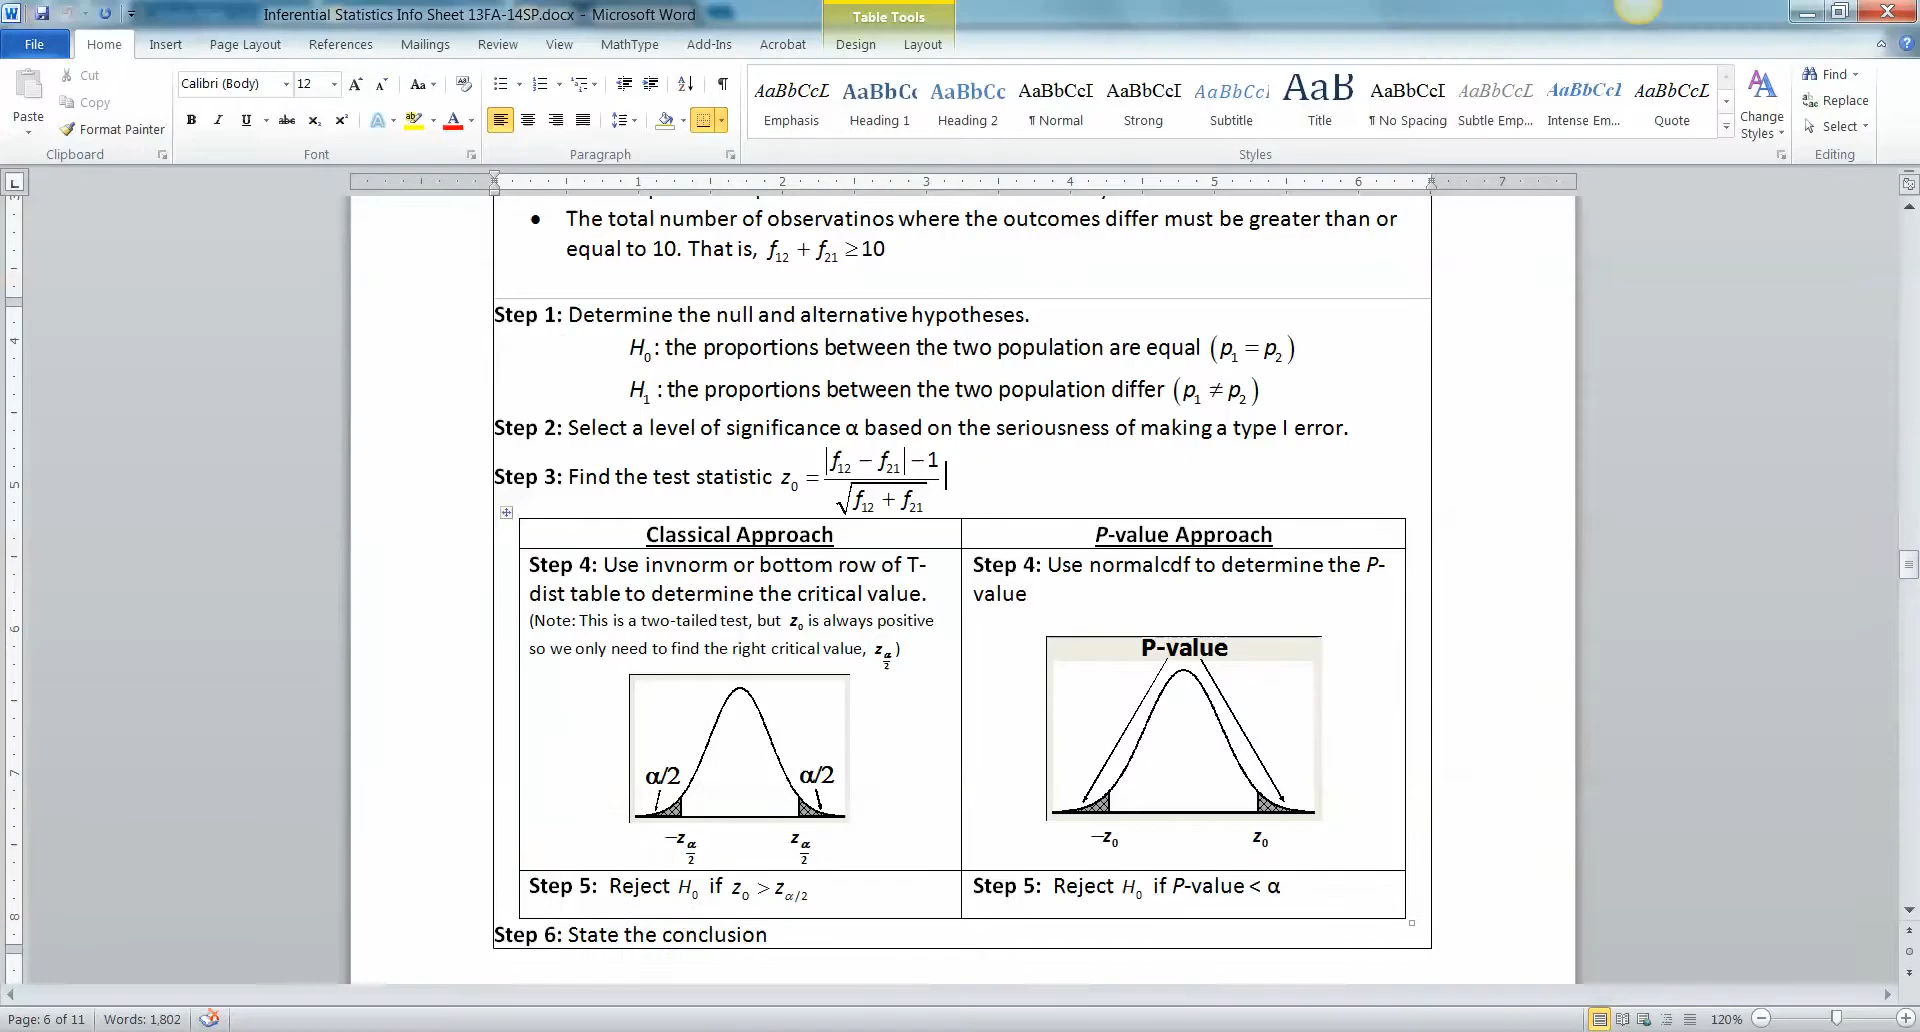 Inferential Statistics Info Sheet 13FA-14SP.docx - Microsoft Word
Table Tools
File Home Insert Page Layout References Mailings Review View MathType Add-Ins Acrobat Design Layout
Paste
Cut
Copy
Format Painter
Clipboard
Calibri (Body) 12
Font
Paragraph
AaBbCcL AaBbCc AaBbCc AaBbCcI AaBbCcI AaBbCcI AaB AaBbCcI AaBbCcL AaBbCcI AaBbCcL
Emphasis Heading 1 Heading 2 ¶ Normal Strong Subtitle Title ¶ No Spacing Subtle Emp... Intense Em... Quote
Styles
Change
Styles
Find
Replace
Select
Editing
1 2 3 4 5 6 7
• The total number of observatinos where the outcomes differ must be greater than or
equal to 10. That is, f₁₂ + f₂₁ ≥ 10
Step 1: Determine the null and alternative hypotheses.
H₀ : the proportions between the two population are equal (p₁ = p₂)
H₁ : the proportions between the two population differ (p₁ ≠ p₂)
Step 2: Select a level of significance α based on the seriousness of making a type I error.
Step 3: Find the test statistic z₀ = (|f₁₂ − f₂₁| − 1) / √(f₁₂ + f₂₁)
Classical Approach
Step 4: Use invnorm or bottom row of T-
dist table to determine the critical value.
(Note: This is a two-tailed test, but z₀ is always positive
so we only need to find the right critical value, z_α/2 )
α/2 α/2
−z_α/2 z_α/2
Step 5: Reject H₀ if z₀ > z_α/2
P-value Approach
Step 4: Use normalcdf to determine the P-
value
P-value
−z₀ z₀
Step 5: Reject H₀ if P-value < α
Step 6: State the conclusion
Page: 6 of 11 Words: 1,802 120%